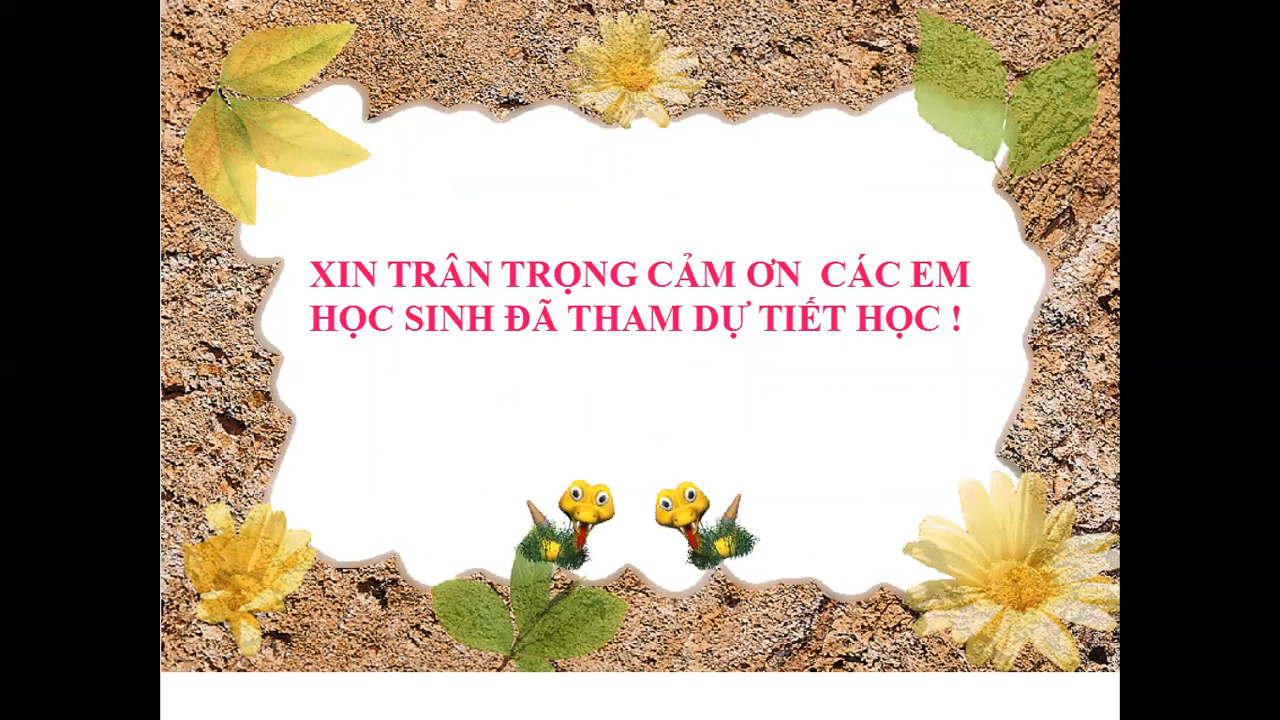 XIN TRÂN TRỌNG CẢM ƠN  CÁC EM
HỌC SINH ĐÃ THAM DỰ TIẾT HỌC !